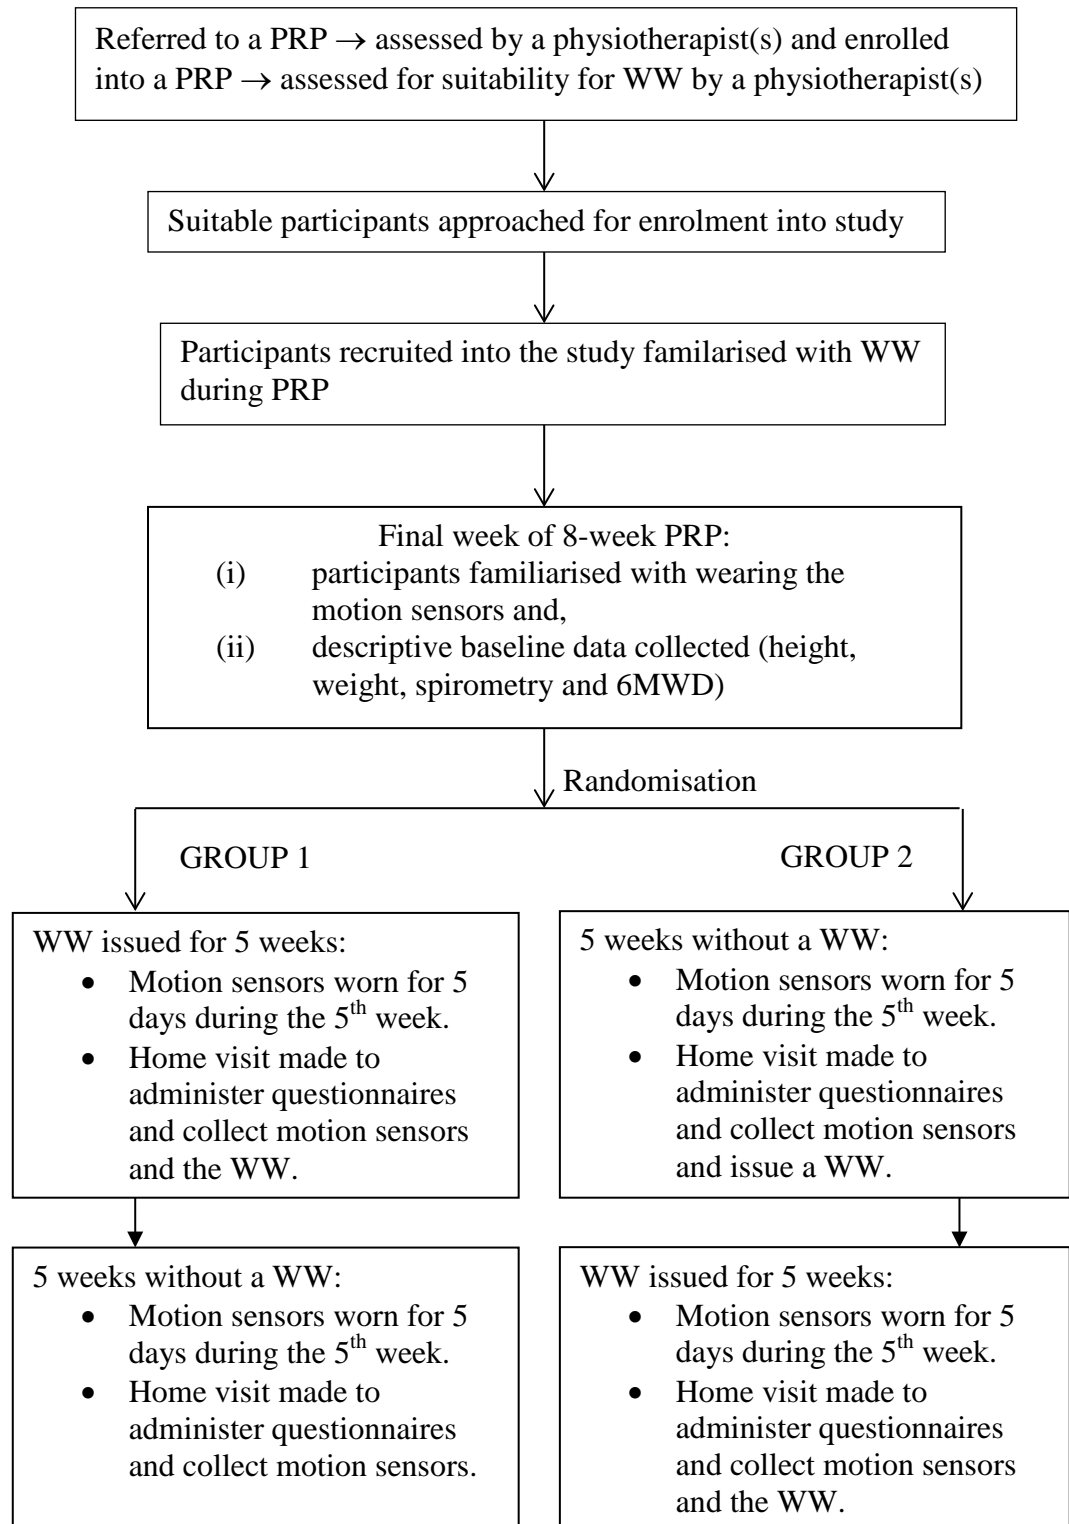 Referred to a PRP → assessed by a physiotherapist(s) and enrolled
into a PRP → assessed for suitability for WW by a physiotherapist(s)
Suitable participants approached for enrolment into study
Participants recruited into the study familarised with WW
during PRP
Final week of 8-week PRP:
(i) participants familiarised with wearing the
motion sensors and,
(ii) descriptive baseline data collected (height,
weight, spirometry and 6MWD)
Randomisation
GROUP 1
WW issued for 5 weeks:
• Motion sensors worn for 5
days during the 5th week.
• Home visit made to
administer questionnaires
and collect motion sensors
and the WW.
5 weeks without a WW:
• Motion sensors worn for 5
days during the 5th week.
• Home visit made to
administer questionnaires
and collect motion sensors.
GROUP 2
5 weeks without a WW:
• Motion sensors worn for 5
days during the 5th week.
• Home visit made to
administer questionnaires
and collect motion sensors
and issue a WW.
WW issued for 5 weeks:
• Motion sensors worn for 5
days during the 5th week.
• Home visit made to
administer questionnaires
and collect motion sensors
and the WW.